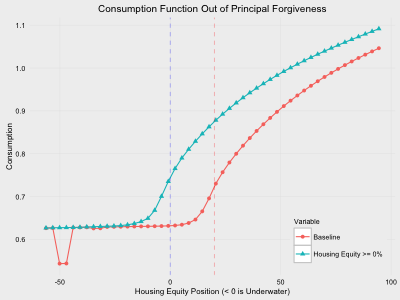 Consumption Function Out of Principal Forgiveness
1.1
1.0
0.9
0.8
0.7
0.6
Consumption
-50
0
50
100
Housing Equity Position (< 0 is Underwater)
Variable
Baseline
Housing Equity >= 0%